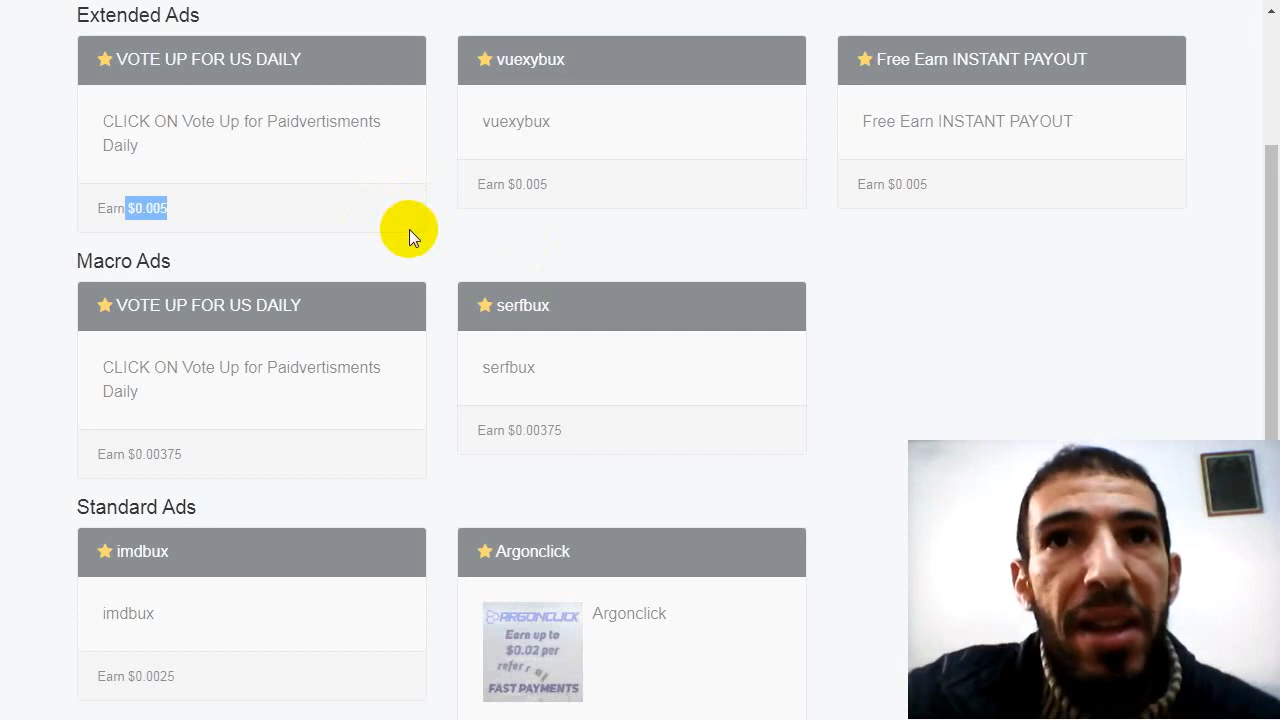 Extended Ads
VOTE UP FOR US DAILY
CLICK ON Vote Up for Paidvertisments
Daily
Earn $0.005
vuexybux
vuexybux
Earn $0.005
Free Earn INSTANT PAYOUT
Free Earn INSTANT PAYOUT
Earn $0.005
Macro Ads
VOTE UP FOR US DAILY
CLICK ON Vote Up for Paidvertisments
Daily
Earn $0.00375
serfbux
serfbux
Earn $0.00375
Standard Ads
imdbux
imdbux
Earn $0.0025
Argonclick
ARGONCLICK
Earn up to
$0.02 per
referral
FAST PAYMENTS
Argonclick